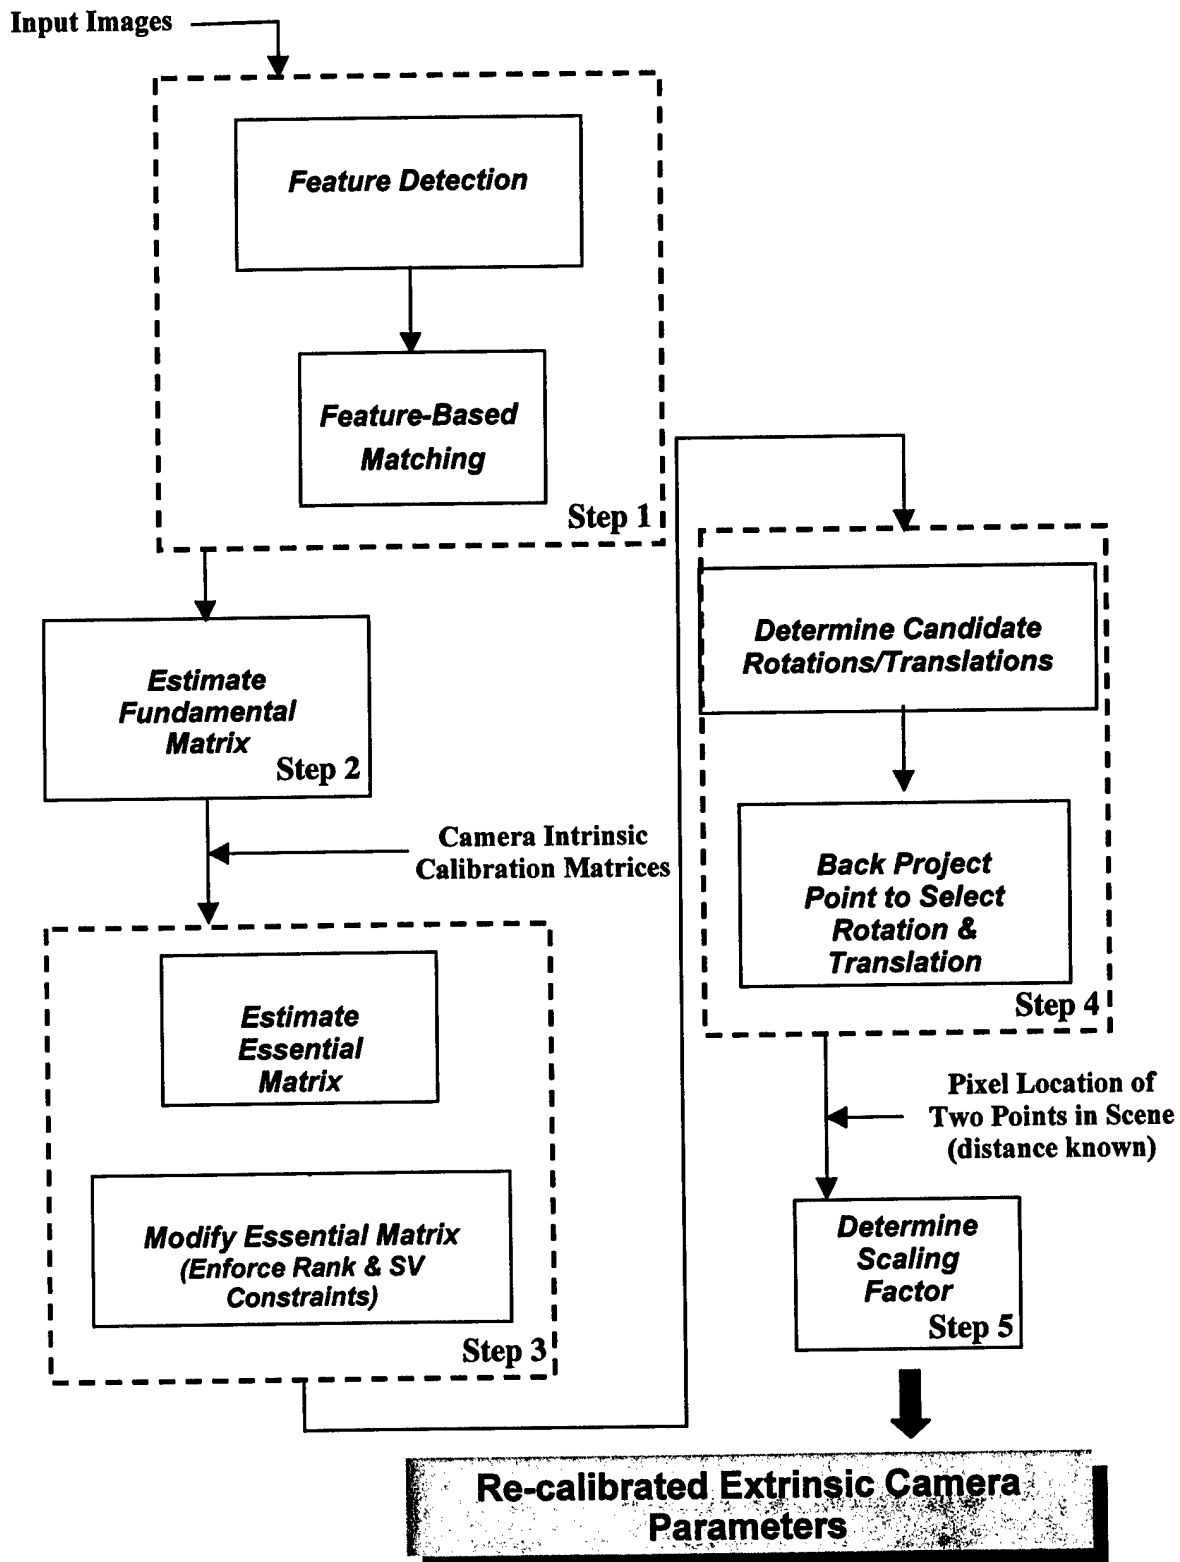 Input Images
Feature Detection
Feature-Based
Matching
Step 1
Estimate
Fundamental
Matrix
Step 2
Camera Intrinsic
Calibration Matrices
Estimate
Essential
Matrix
Modify Essential Matrix
(Enforce Rank & SV
Constraints)
Step 3
Determine Candidate
Rotations/Translations
Back Project
Point to Select
Rotation &
Translation
Step 4
Pixel Location of
Two Points in Scene
(distance known)
Determine
Scaling
Factor
Step 5
Re-calibrated Extrinsic Camera
Parameters